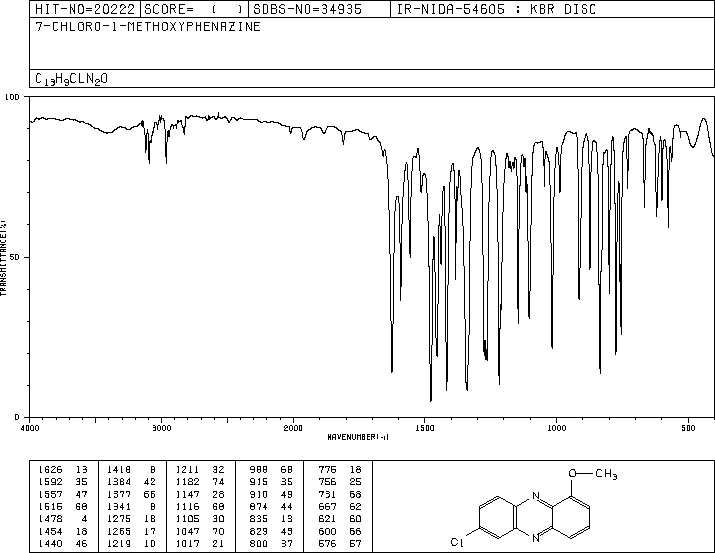 HIT-NO=20222 SCORE= ( ) SDBS-NO=34935 IR-NIDA-54605 : KBR DISC
7-CHLORO-1-METHOXYPHENAZINE
C13H9CLN2O
100
50
0
TRANSMITTANCE(%)
4000 3000 2000 1500 1000 500
WAVENUMBER(-1)
1626 13 1418 8 1211 32 988 68 776 18
1592 35 1384 42 1182 74 915 35 756 25
1557 47 1377 66 1147 28 910 49 731 68
1515 68 1341 8 1116 68 874 44 667 62
1478 4 1275 18 1105 30 835 13 621 60
1454 18 1265 17 1047 70 829 49 600 66
1440 46 1219 10 1017 21 800 37 576 57
O CH3
N
N
Cl